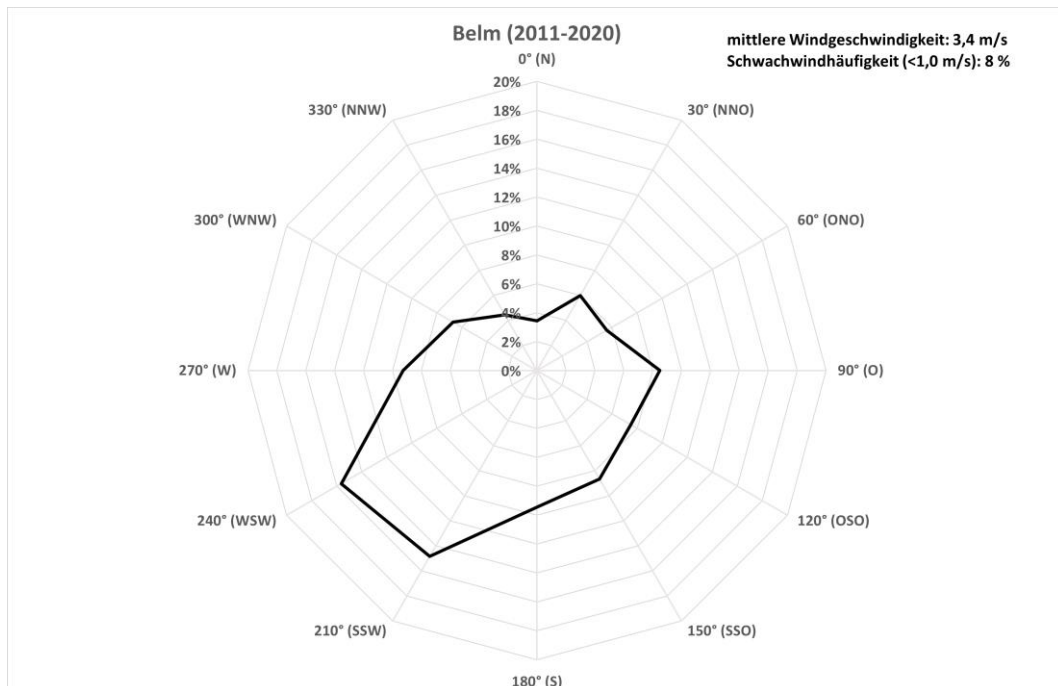 Belm (2011-2020)
mittlere Windgeschwindigkeit: 3,4 m/s
Schwachwindhäufigkeit (<1,0 m/s): 8 %
0° (N)
20%
18%
16%
14%
12%
10%
8%
6%
4%
2%
0%
330° (NNW)
30° (NNO)
300° (WNW)
60° (ONO)
270° (W)
90° (O)
240° (WSW)
120° (OSO)
210° (SSW)
150° (SSO)
180° (S)